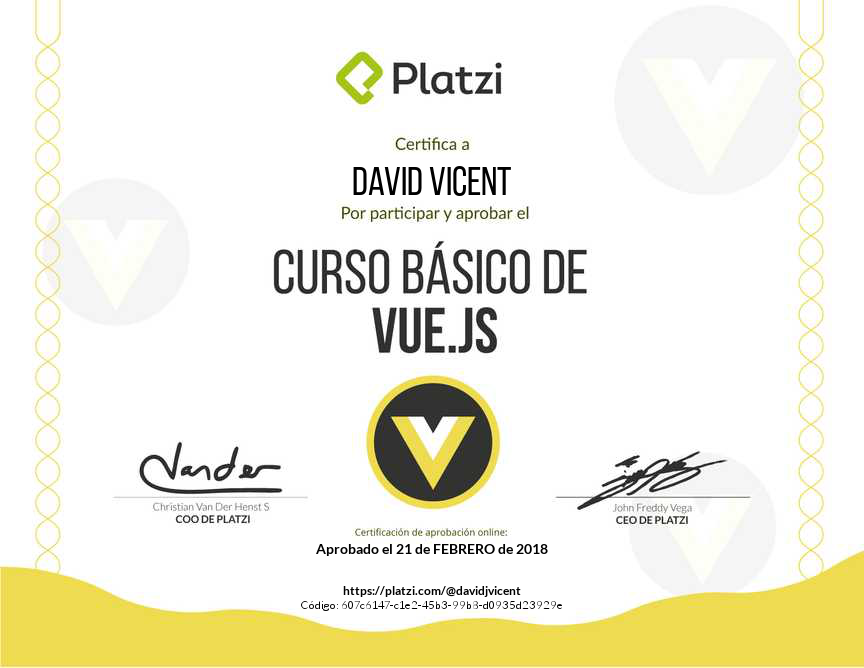 Platzi
Certifica a
DAVID VICENT
Por participar y aprobar el
CURSO BÁSICO DE
VUE.JS
Vander
Christian Van Der Henst S
COO DE PLATZI
John Freddy Vega
CEO DE PLATZI
Certificación de aprobación online:
Aprobado el 21 de FEBRERO de 2018
https://platzi.com/@davidjvicent
Código: 607c6147-c1e2-45b3-99b8-d0935d23929e